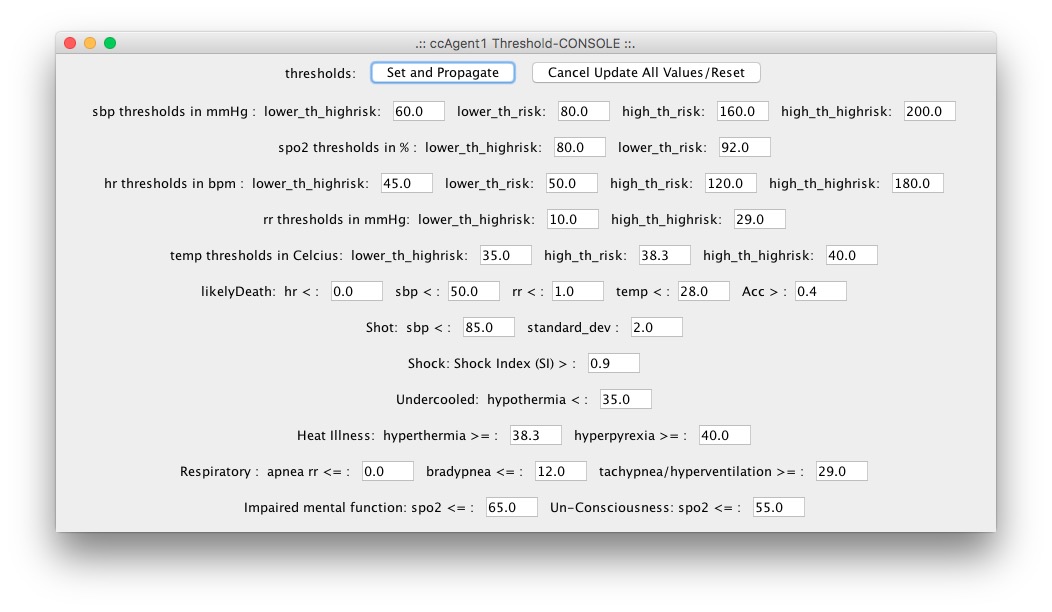 .:: ccAgent1 Threshold-CONSOLE ::.
thresholds: Set and Propagate Cancel Update All Values/Reset
sbp thresholds in mmHg : lower_th_highrisk: 60.0 lower_th_risk: 80.0 high_th_risk: 160.0 high_th_highrisk: 200.0
spo2 thresholds in % : lower_th_highrisk: 80.0 lower_th_risk: 92.0
hr thresholds in bpm : lower_th_highrisk: 45.0 lower_th_risk: 50.0 high_th_risk: 120.0 high_th_highrisk: 180.0
rr thresholds in mmHg: lower_th_highrisk: 10.0 high_th_highrisk: 29.0
temp thresholds in Celcius: lower_th_highrisk: 35.0 high_th_risk: 38.3 high_th_highrisk: 40.0
likelyDeath: hr < : 0.0 sbp < : 50.0 rr < : 1.0 temp < : 28.0 Acc > : 0.4
Shot: sbp < : 85.0 standard_dev : 2.0
Shock: Shock Index (SI) > : 0.9
Undercooled: hypothermia < : 35.0
Heat Illness: hyperthermia >= : 38.3 hyperpyrexia >= : 40.0
Respiratory : apnea rr <= : 0.0 bradypnea <= : 12.0 tachypnea/hyperventilation >= : 29.0
Impaired mental function: spo2 <= : 65.0 Un-Consciousness: spo2 <= : 55.0